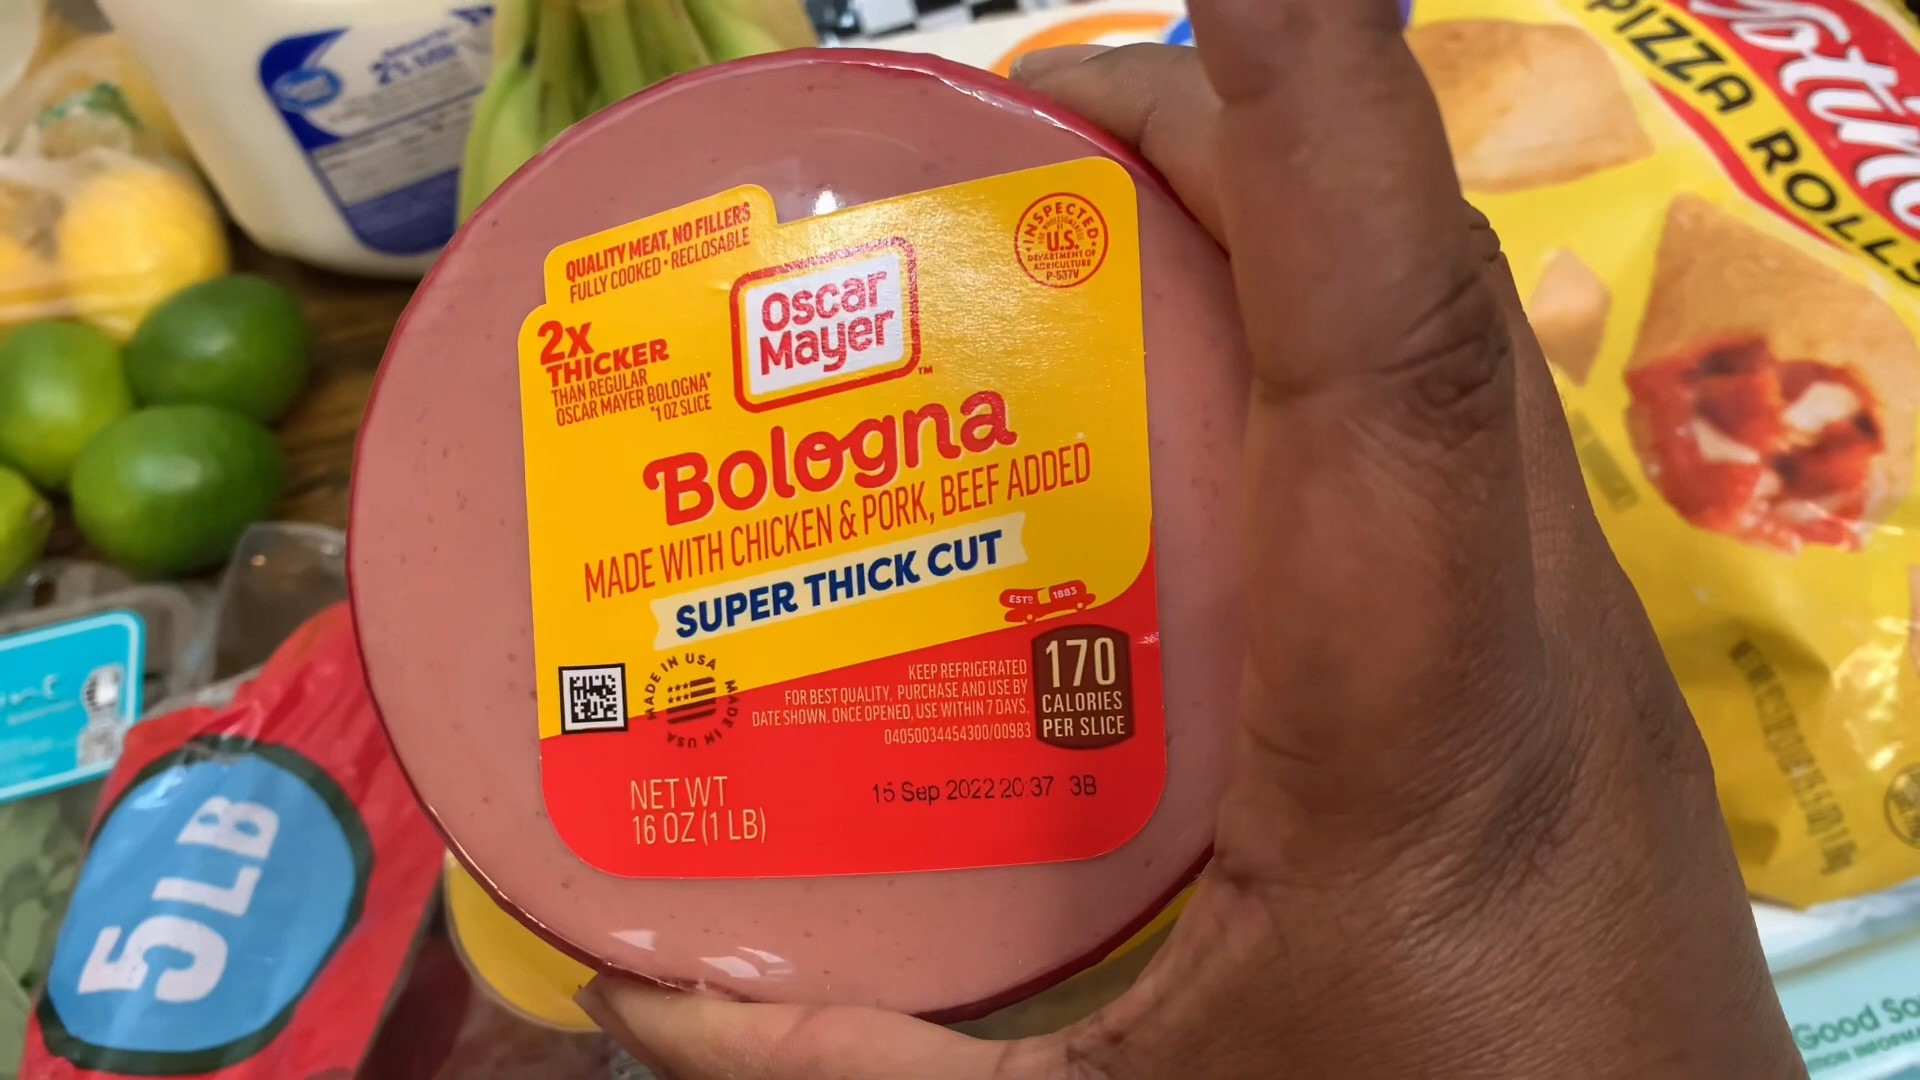 QUALITY MEAT, NO FILLERS
FULLY COOKED • RECLOSABLE
2X
THICKER
THAN REGULAR
OSCAR MAYER BOLOGNA*
*1 OZ SLICE
Oscar
Mayer™
INSPECTED
U.S.
DEPARTMENT OF
AGRICULTURE
P-537V
Bologna
MADE WITH CHICKEN & PORK, BEEF ADDED
SUPER THICK CUT
ESTD 1883
MADE IN USA
MADE IN USA
KEEP REFRIGERATED
FOR BEST QUALITY, PURCHASE AND USE BY
DATE SHOWN. ONCE OPENED, USE WITHIN 7 DAYS.
04050034454300/00983
170
CALORIES
PER SLICE
NET WT
16 OZ (1 LB)
15 Sep 2022 20:37 3B
5LB
PIZZA ROLLS
Good